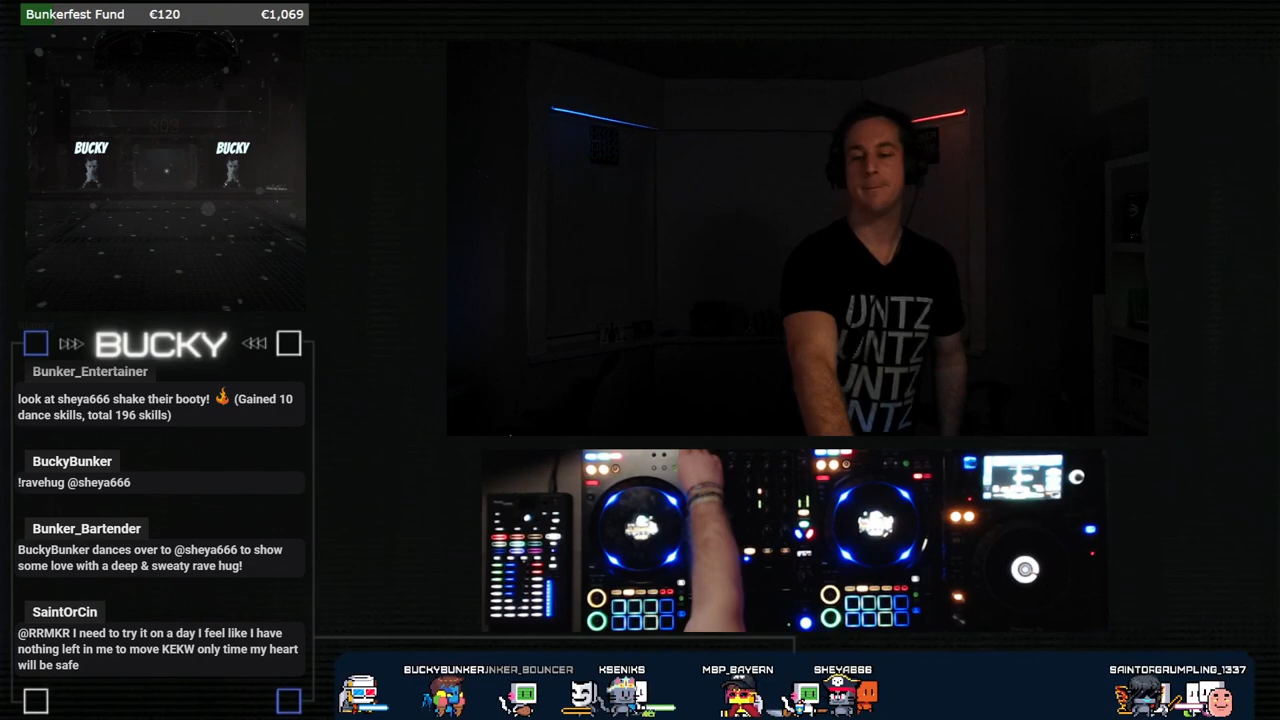 Bunkerfest Fund €120 €1,069
BUCKY BUCKY
BUCKY
Bunker_Entertainer
look at sheya666 shake their booty! (Gained 10
dance skills, total 196 skills)
BuckyBunker
!ravehug @sheya666
Bunker_Bartender
BuckyBunker dances over to @sheya666 to show
some love with a deep & sweaty rave hug!
SaintOrCin
@RRMKR I need to try it on a day I feel like I have
nothing left in me to move KEKW only time my heart
will be safe
UNTZ
UNTZ
UNTZ
UNTZ
BUCKYBUNKER NKER_BOUNCER KSENIKS MBP_BAYERN SHEYA666 SAINTOFGRUMPLING_1337